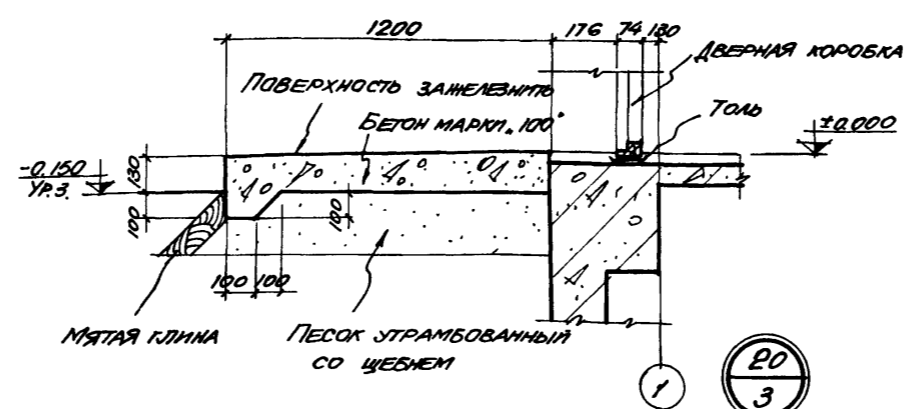 1200
176
74
130
Дверная коробка
Поверхность зажелезнить
Бетон марки „100"
Толь
±0.000
-0.150
Ур.З.
130
100
100
100
100
Мятая глина
Песок утрамбованный
со щебнем
1
20
3